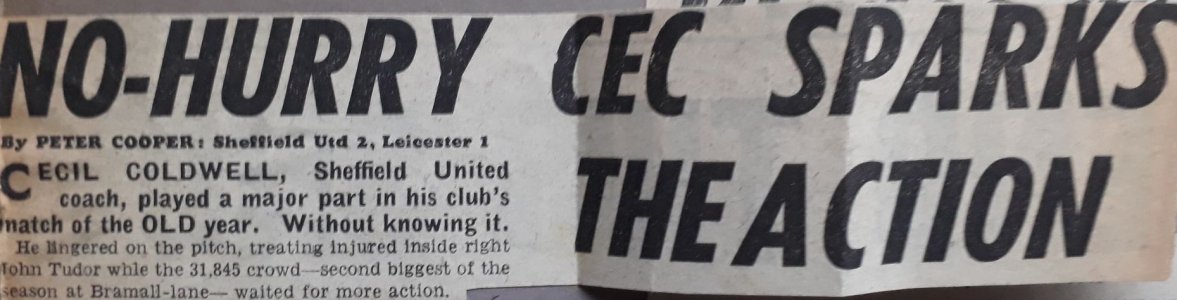 NO-HURRY CEC SPARKS
THE ACTION
By PETER COOPER: Sheffield Utd 2, Leicester 1
CECIL COLDWELL, Sheffield United
coach, played a major part in his club's
match of the OLD year. Without knowing it.
He lingered on the pitch, treating injured inside right
John Tudor whle the 31,845 crowd—second biggest of the
season at Bramall-lane— waited for more action.